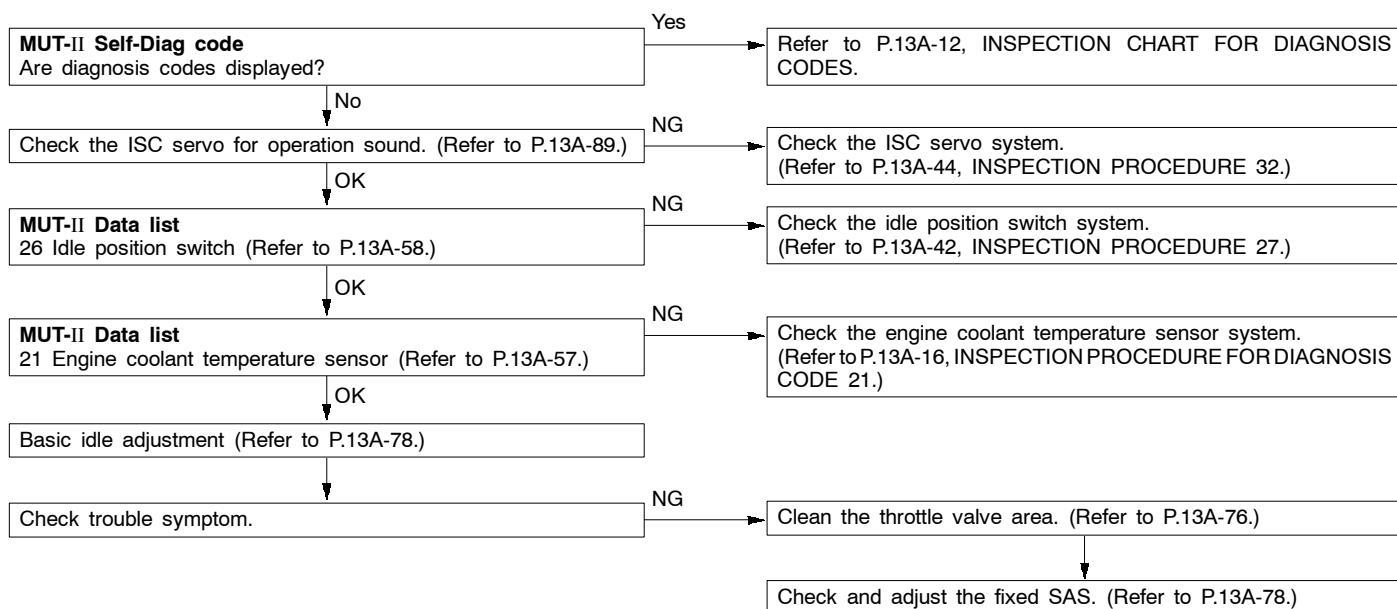 MUT-II Self-Diag code
Are diagnosis codes displayed?
Yes
Refer to P.13A-12, INSPECTION CHART FOR DIAGNOSIS
CODES.
No
Check the ISC servo for operation sound. (Refer to P.13A-89.)
NG
Check the ISC servo system.
(Refer to P.13A-44, INSPECTION PROCEDURE 32.)
OK
MUT-II Data list
26 Idle position switch (Refer to P.13A-58.)
NG
Check the idle position switch system.
(Refer to P.13A-42, INSPECTION PROCEDURE 27.)
OK
MUT-II Data list
21 Engine coolant temperature sensor (Refer to P.13A-57.)
NG
Check the engine coolant temperature sensor system.
(Refer to P.13A-16, INSPECTION PROCEDURE FOR DIAGNOSIS
CODE 21.)
OK
Basic idle adjustment (Refer to P.13A-78.)
Check trouble symptom.
NG
Clean the throttle valve area. (Refer to P.13A-76.)
Check and adjust the fixed SAS. (Refer to P.13A-78.)